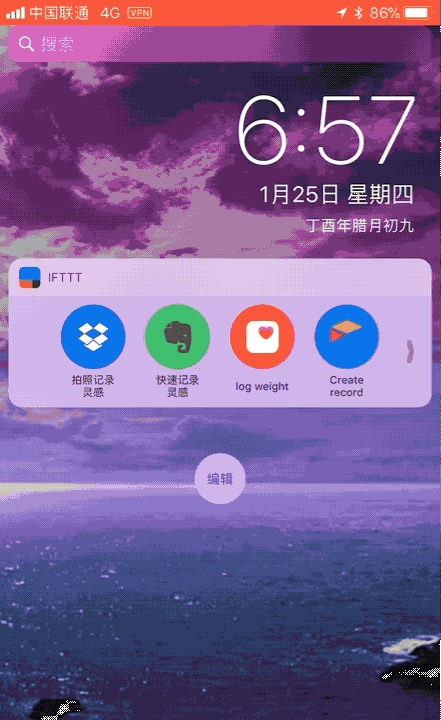 中国联通 4G VPN 86%
搜索
6:57
1月25日 星期四
丁酉年腊月初九
IFTTT
拍照记录
灵感
快速记录
灵感
log weight
Create
record
编辑